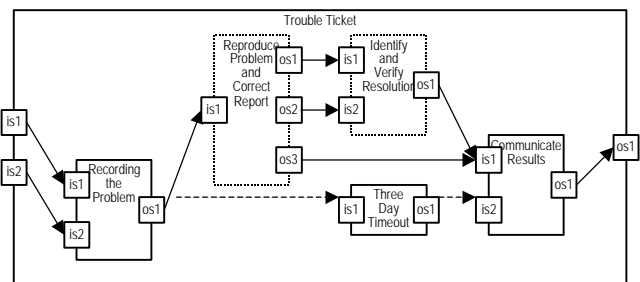 Trouble Ticket
Reproduce
Problem
and
Correct
Report
os1
is1
Identify
and
Verify
Resolution
os1
is1
os2
is2
is1
os3
is1
Communicate
Results
os1
is2
Recording
the
Problem
is1
os1
is1
Three
Day
Timeout
os1
is2
os1
is2